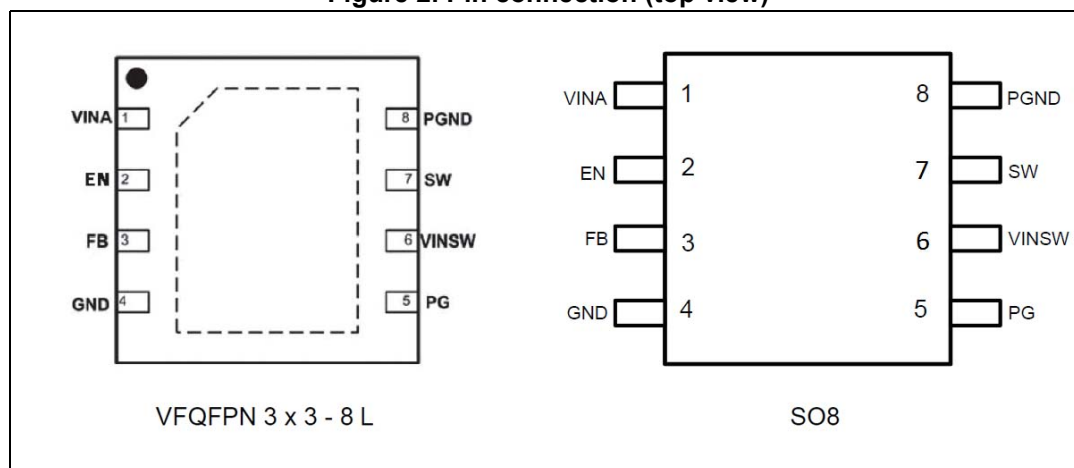 Figure 2. Pin connection (top view)
VINA 1 8 PGND
EN 2 7 SW
FB 3 6 VINSW
GND 4 5 PG
VFQFPN 3 x 3 - 8 L
VINA 1 8 PGND
EN 2 7 SW
FB 3 6 VINSW
GND 4 5 PG
SO8